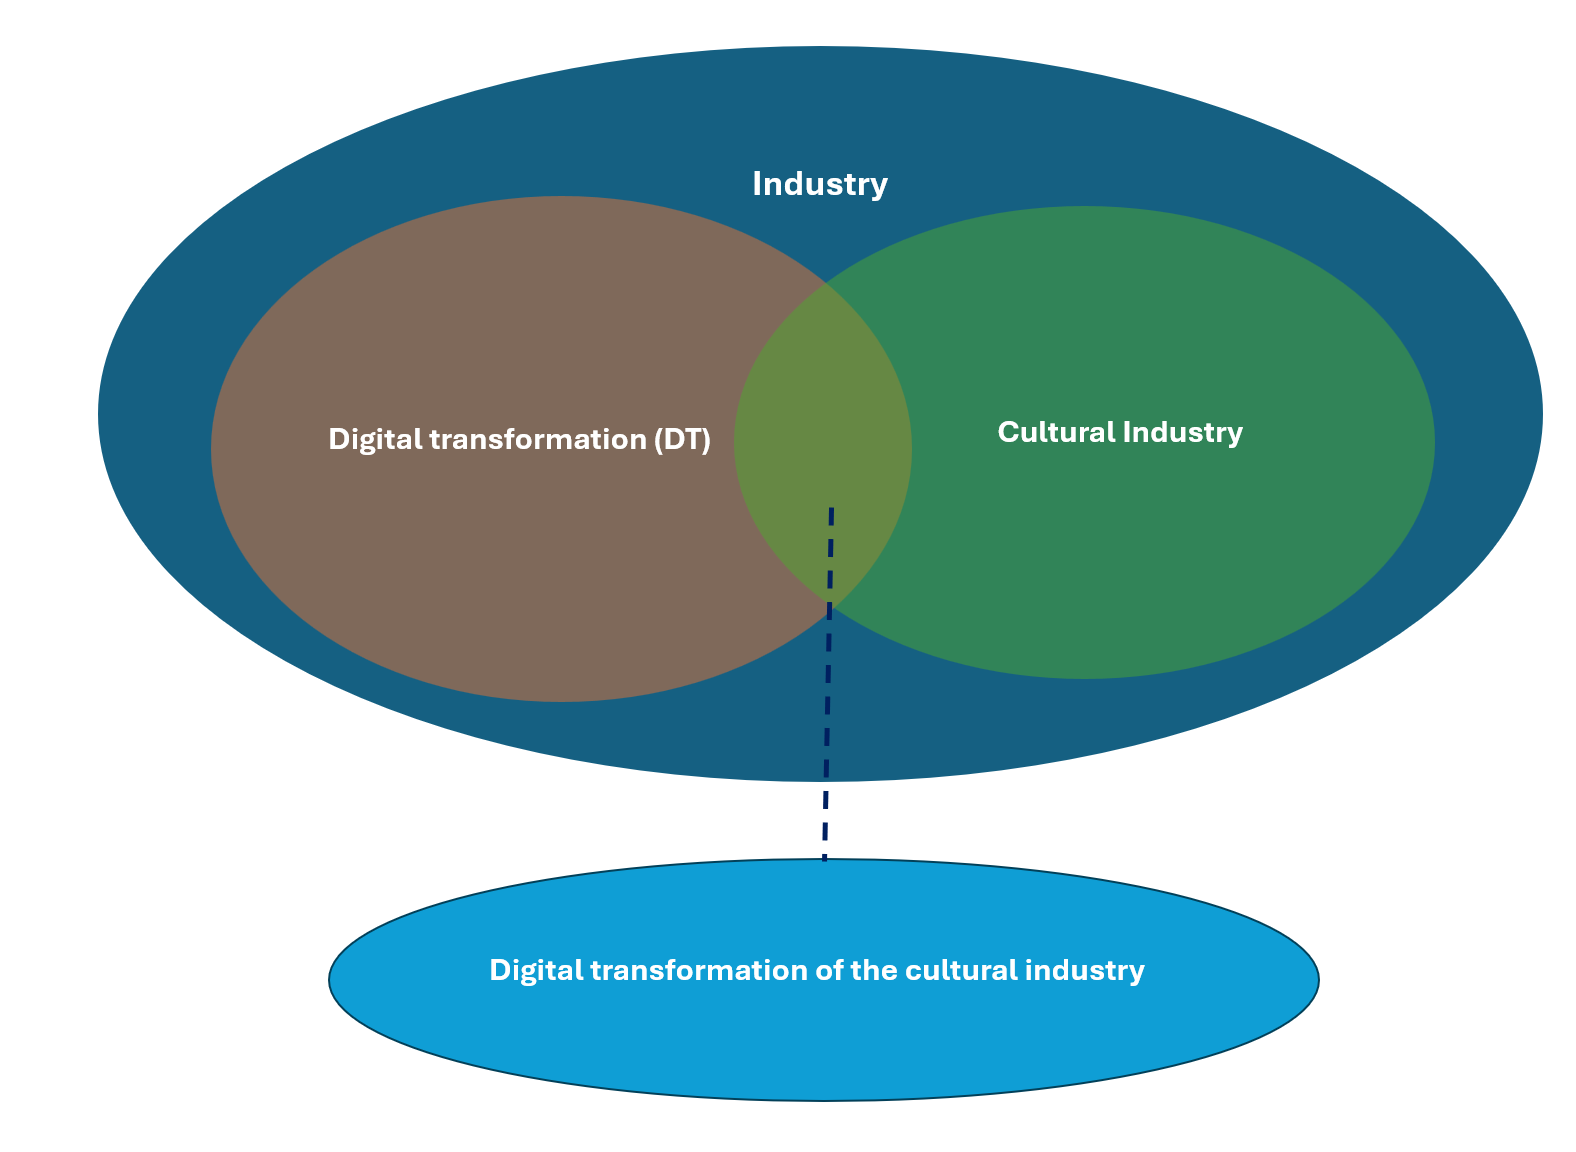 Industry
Digital transformation (DT)
Cultural Industry
Digital transformation of the cultural industry